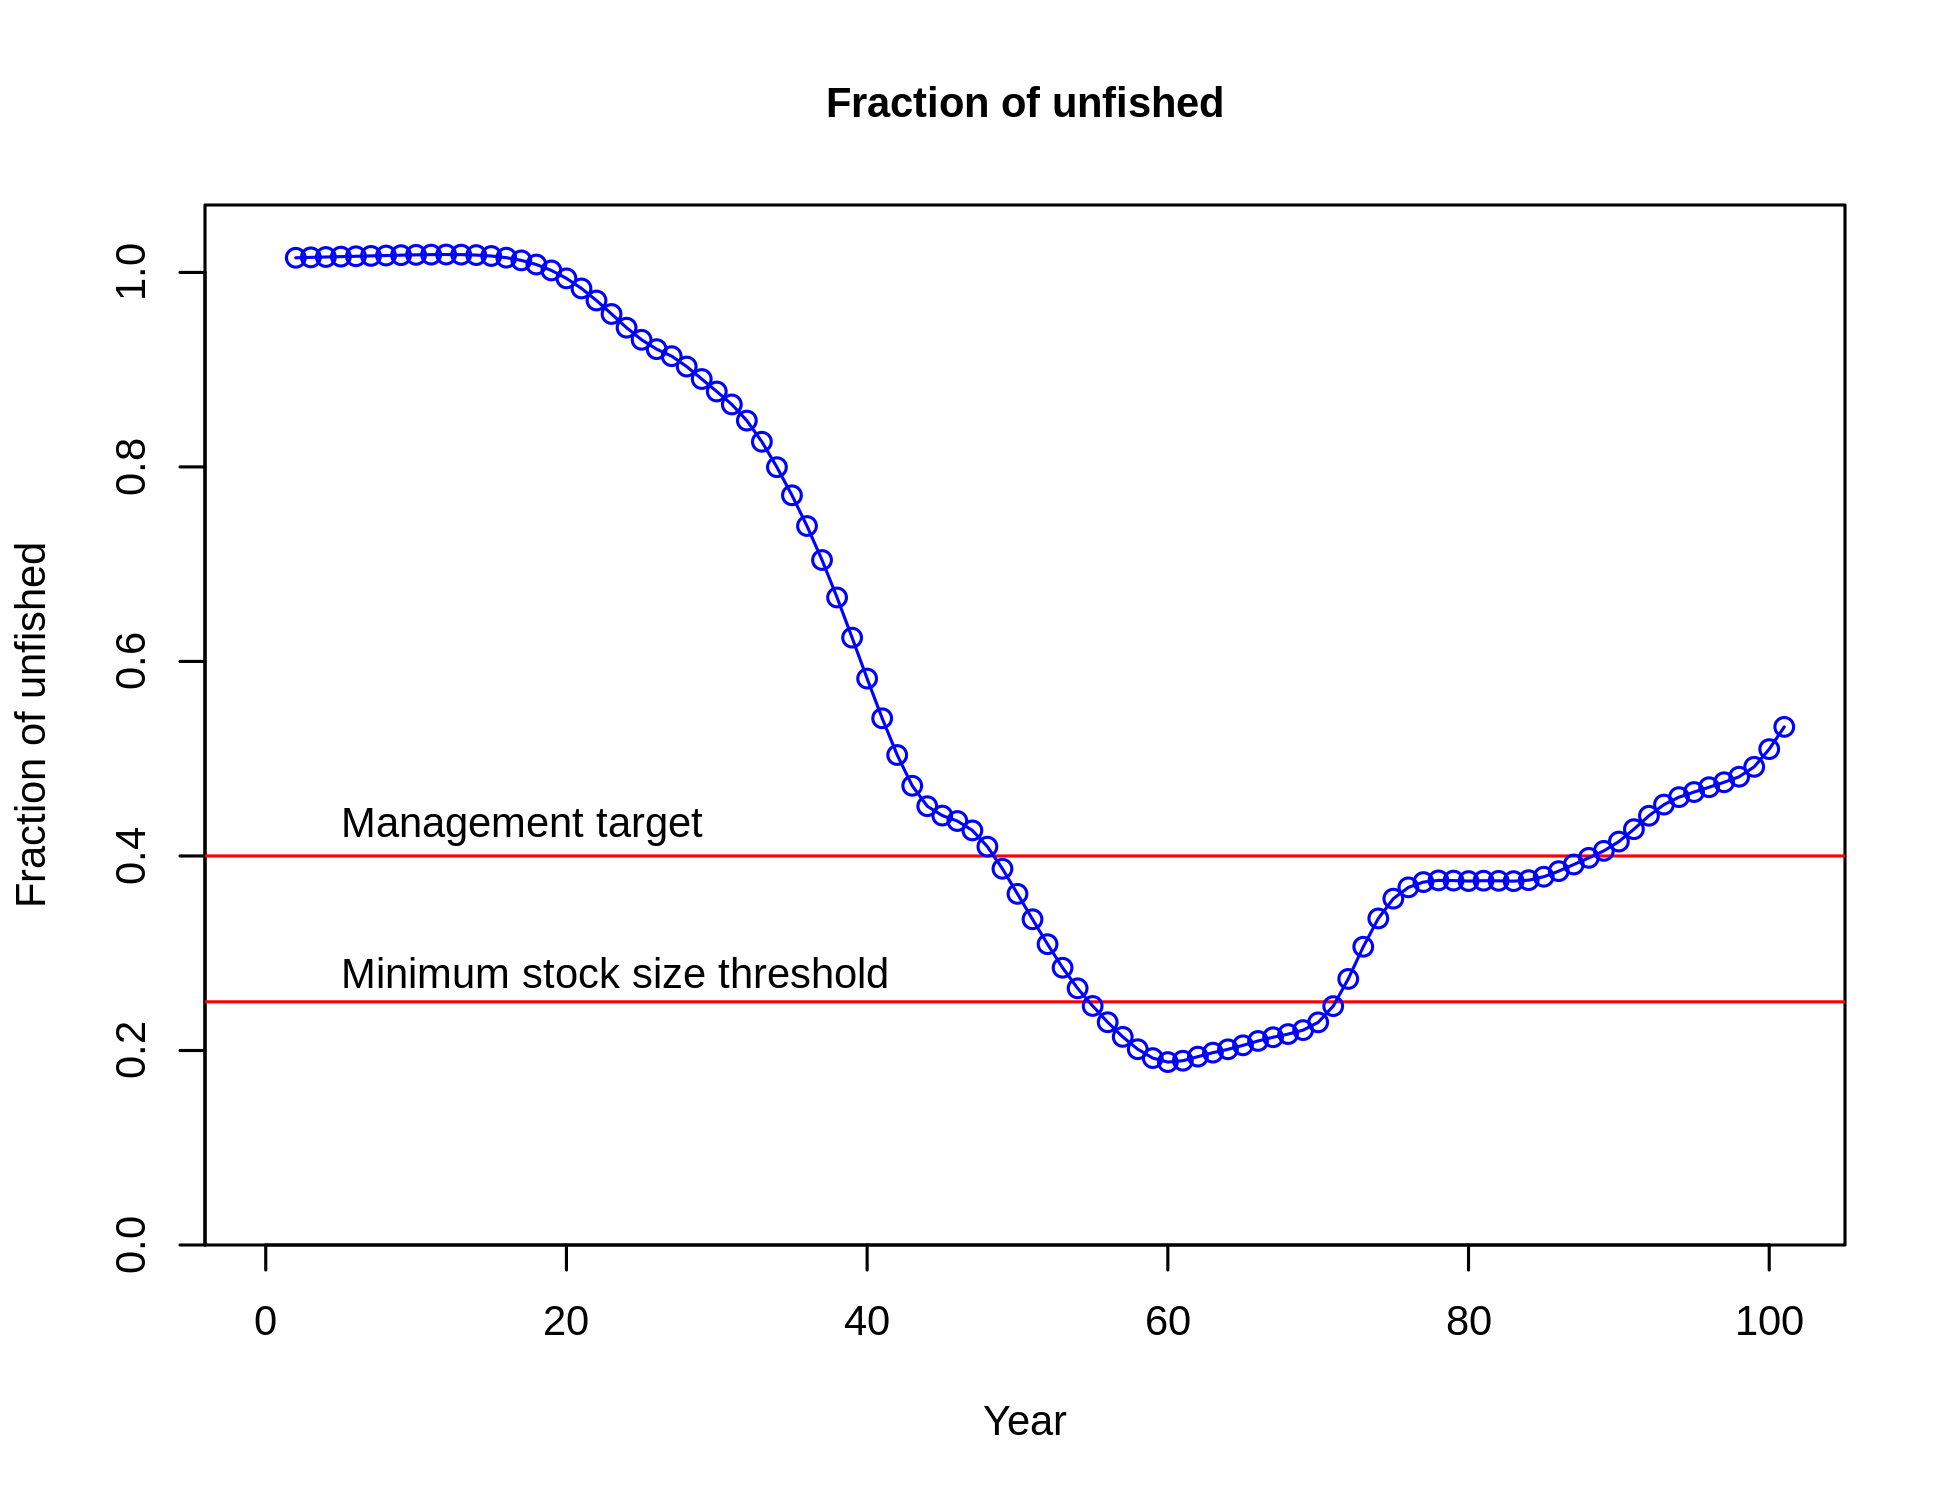 Fraction of unfished
Fraction of unfished
1.0
0.8
0.6
0.4
0.2
0.0
Management target
Minimum stock size threshold
0 20 40 60 80 100
Year